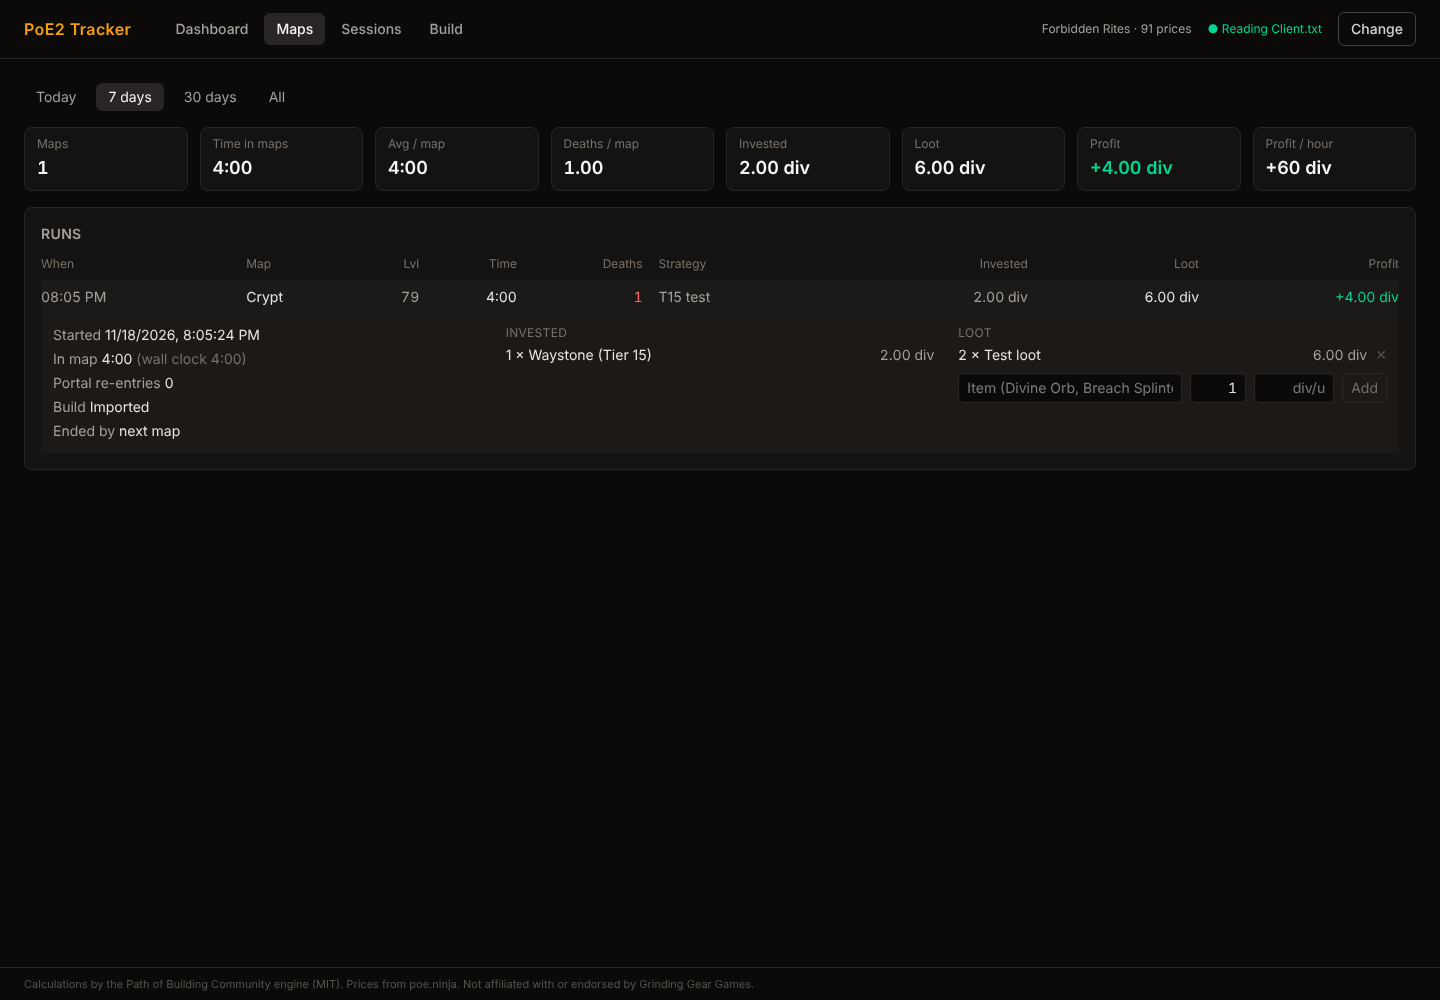 PoE2 Tracker Dashboard Maps Sessions Build Forbidden Rites · 91 prices Reading Client.txt Change
Today 7 days 30 days All
Maps Time in maps Avg / map Deaths / map Invested Loot Profit Profit / hour
1 4:00 4:00 1.00 2.00 div 6.00 div +4.00 div +60 div
RUNS
When Map Lvl Time Deaths Strategy Invested Loot Profit
08:05 PM Crypt 79 4:00 1 T15 test 2.00 div 6.00 div +4.00 div
Started 11/18/2026, 8:05:24 PM
In map 4:00 (wall clock 4:00)
Portal re-entries 0
Build Imported
Ended by next map
INVESTED
1 × Waystone (Tier 15) 2.00 div
LOOT
2 × Test loot 6.00 div ×
Item (Divine Orb, Breach Splint 1 div/u Add
Calculations by the Path of Building Community engine (MIT). Prices from poe.ninja. Not affiliated with or endorsed by Grinding Gear Games.